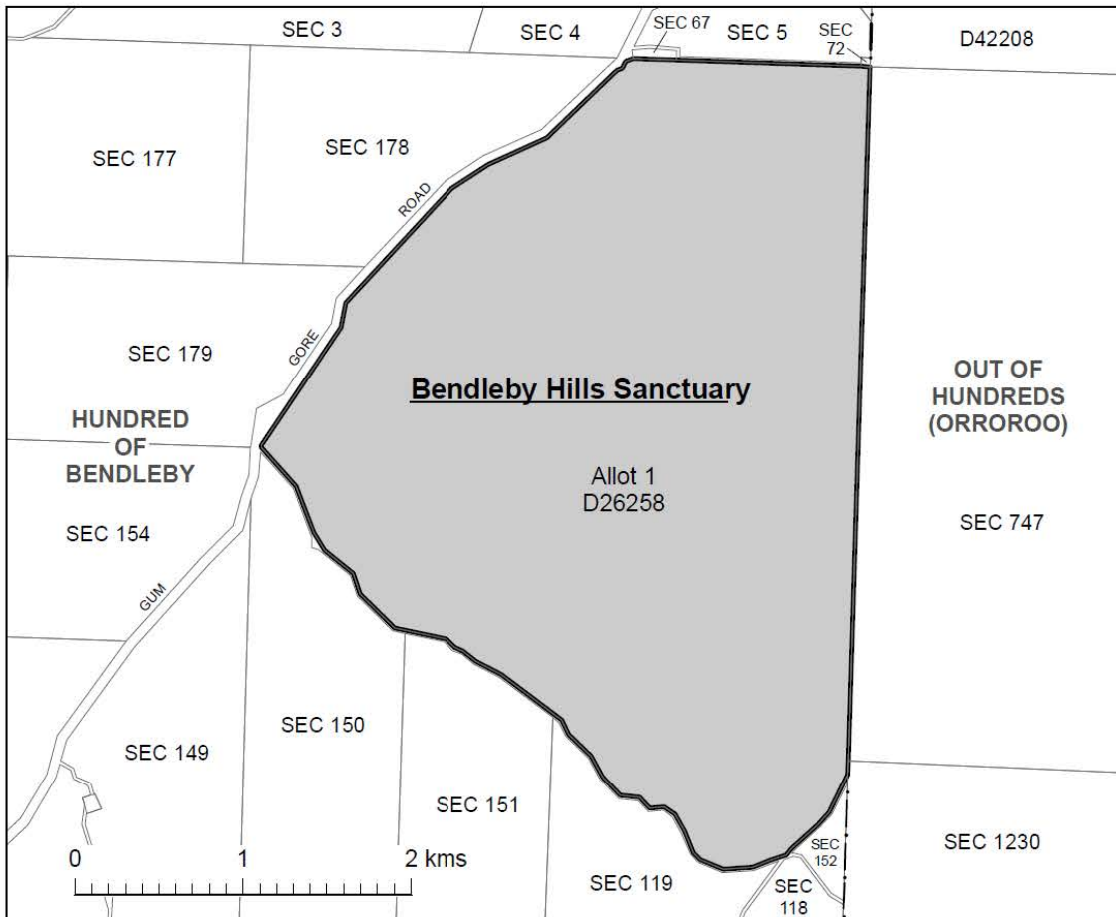 SEC 3
SEC 4
SEC 67
SEC 5
SEC
72
D42208
SEC 177
SEC 178
ROAD
GORE
SEC 179
Bendleby Hills Sanctuary
OUT OF
HUNDREDS
(ORROROO)
HUNDRED
OF
BENDLEBY
Allot 1
D26258
SEC 154
SEC 747
GUM
SEC 150
SEC 149
SEC 151
SEC
152
SEC 1230
0 1 2 kms
SEC 119
SEC
118